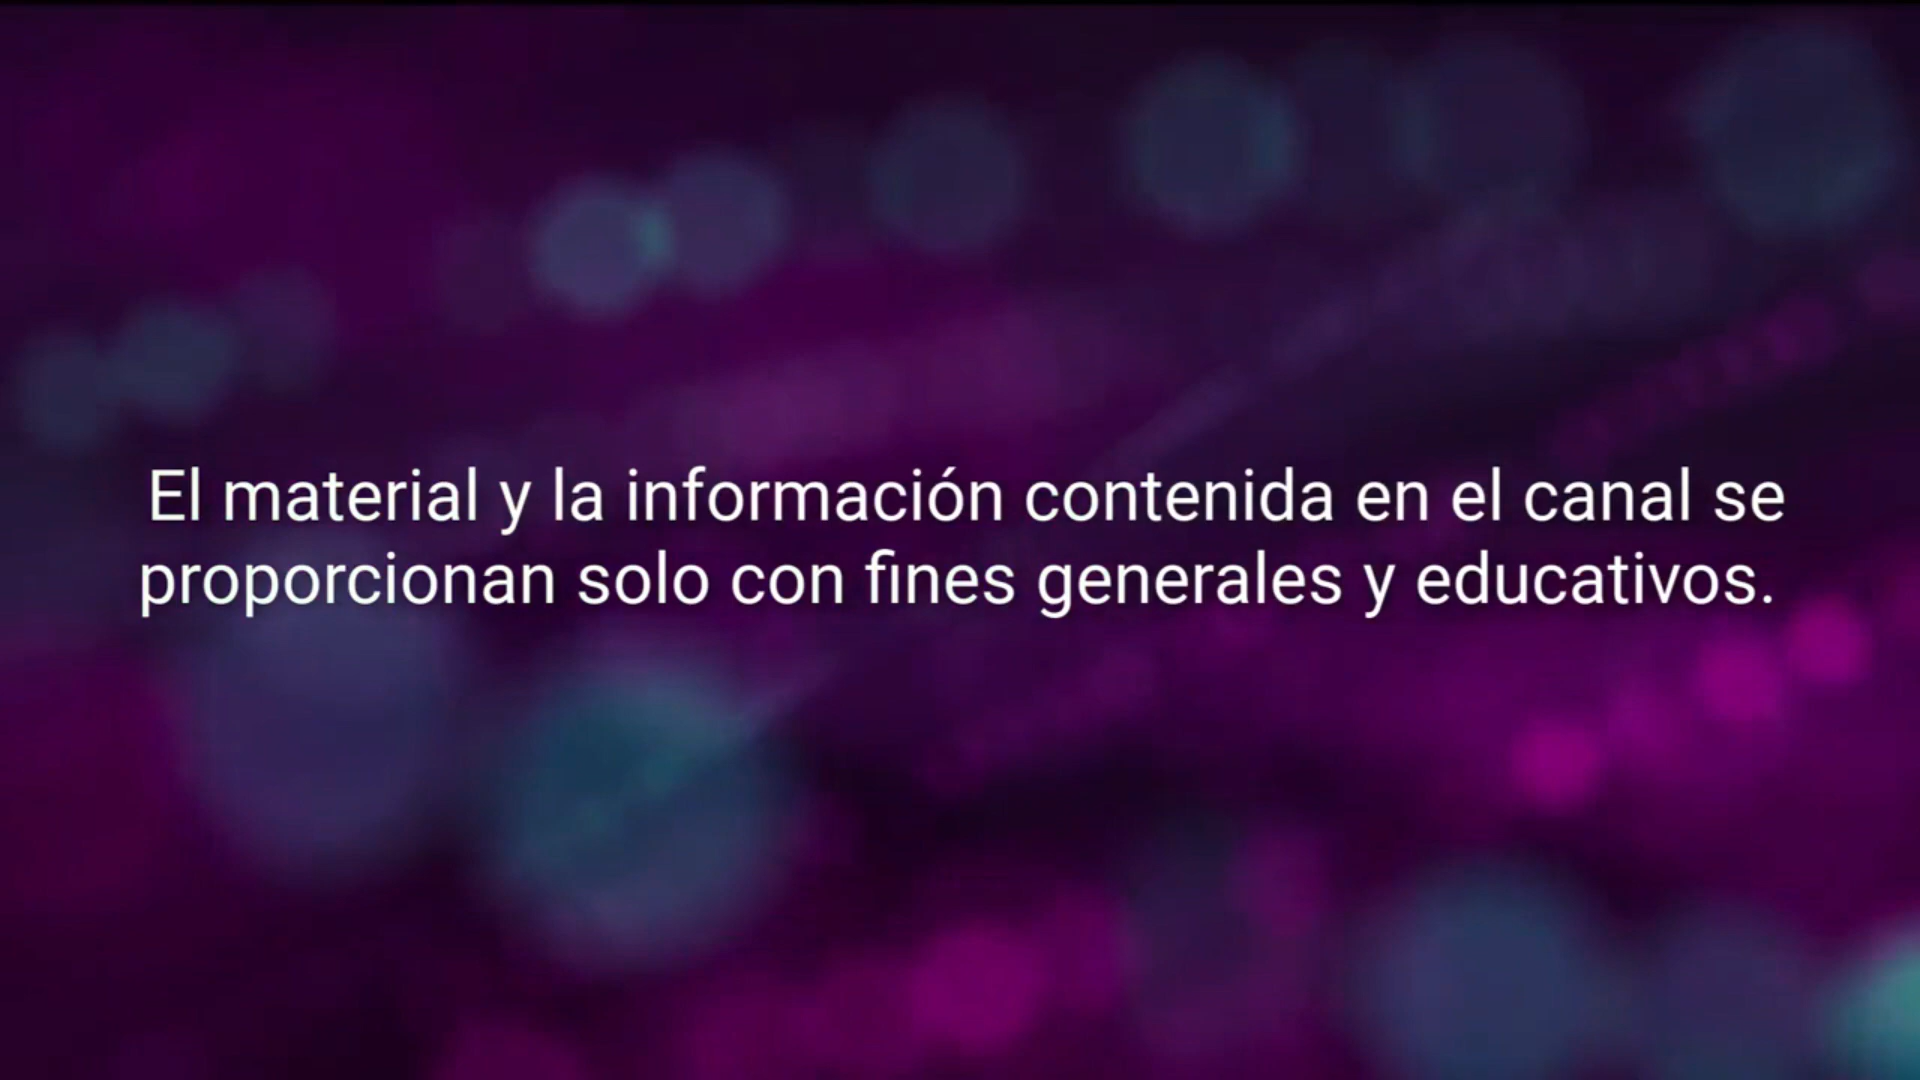 El material y la información contenida en el canal se
proporcionan solo con fines generales y educativos.